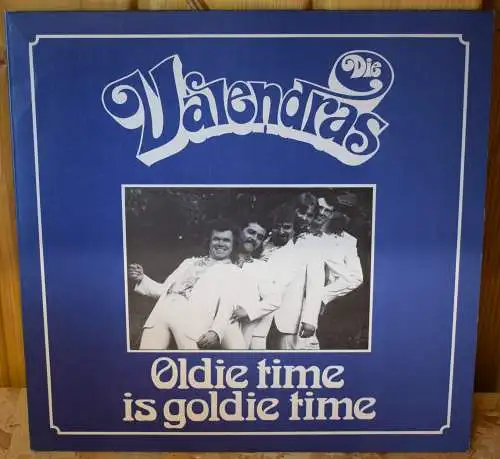 Die
Valendras
Oldie time
is goldie time